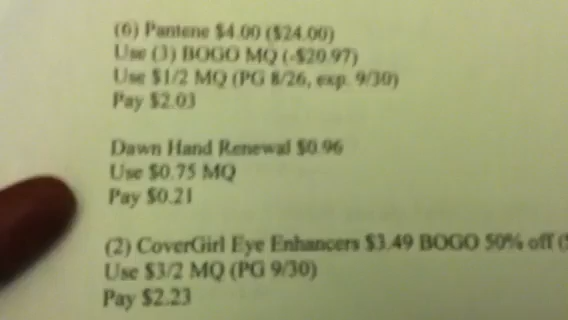 (6) Pantene $4.00 ($24.00)
Use (3) BOGO MQ (-$20.97)
Use $1/2 MQ (PG 8/26, exp. 9/30)
Pay $2.03
Dawn Hand Renewal $0.96
Use $0.75 MQ
Pay $0.21
(2) CoverGirl Eye Enhancers $3.49 BOGO 50% off (
Use $3/2 MQ (PG 9/30)
Pay $2.23